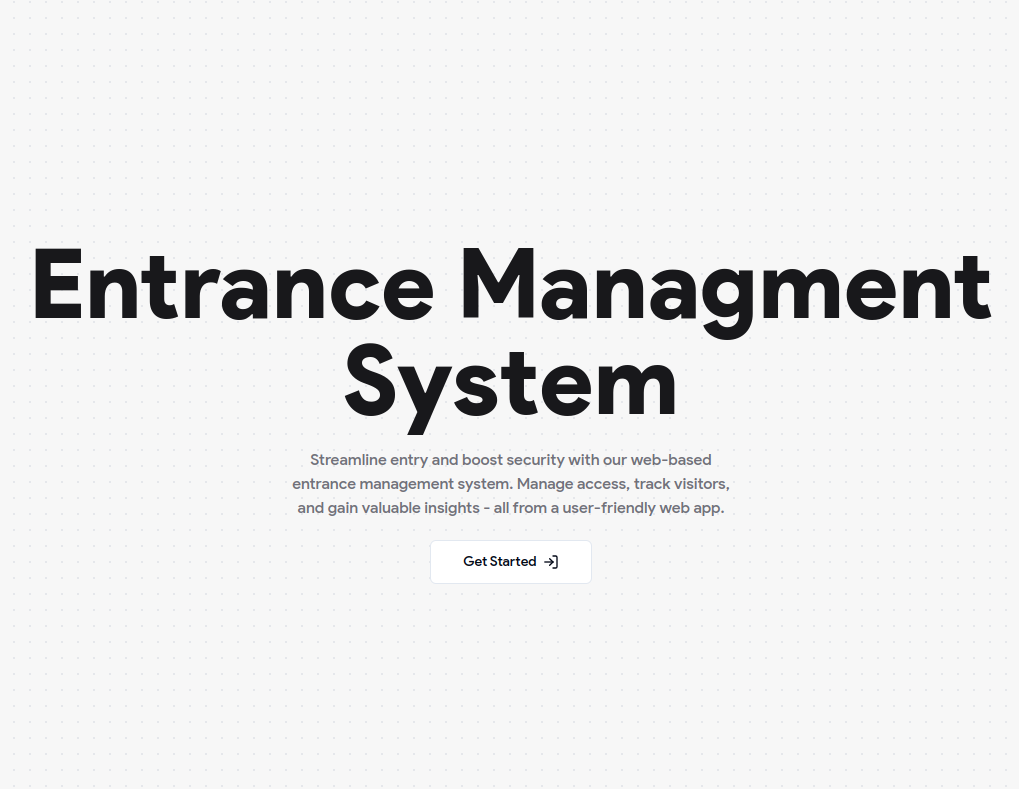 Entrance Managment
System
Streamline entry and boost security with our web-based
entrance management system. Manage access, track visitors,
and gain valuable insights - all from a user-friendly web app.
Get Started